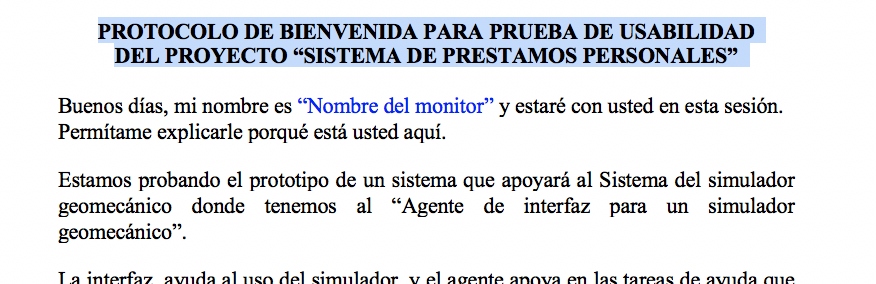 PROTOCOLO DE BIENVENIDA PARA PRUEBA DE USABILIDAD
DEL PROYECTO “SISTEMA DE PRESTAMOS PERSONALES”
Buenos días, mi nombre es “Nombre del monitor” y estaré con usted en esta sesión.
Permítame explicarle porqué está usted aquí.
Estamos probando el prototipo de un sistema que apoyará al Sistema del simulador
geomecánico donde tenemos al “Agente de interfaz para un simulador
geomecánico”.
La interfaz, ayuda al uso del simulador, y el agente apoya en las tareas de ayuda que